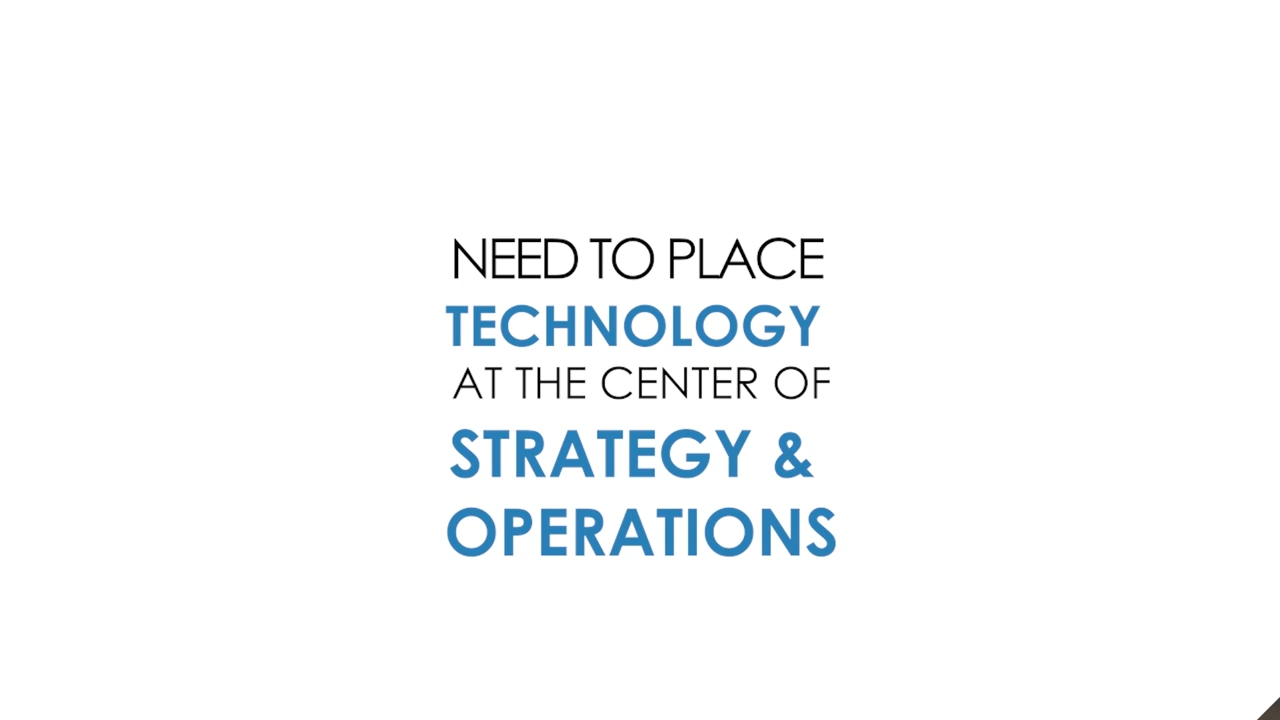 NEED TO PLACE
TECHNOLOGY
AT THE CENTER OF
STRATEGY &
OPERATIONS